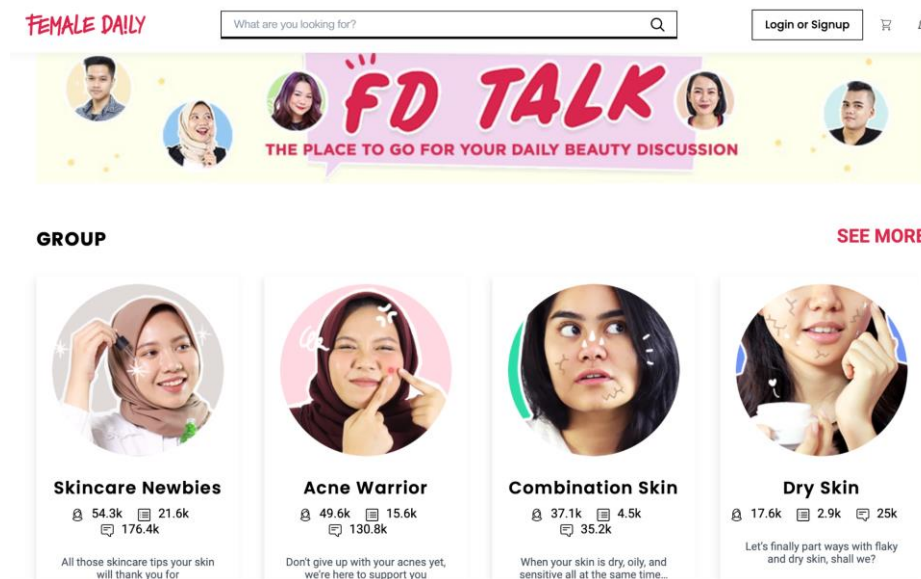 FEMALE DAILY
What are you looking for?
Login or Signup
FD TALK
THE PLACE TO GO FOR YOUR DAILY BEAUTY DISCUSSION
GROUP
SEE MORE
Skincare Newbies
54.3k 21.6k
176.4k
All those skincare tips your skin
will thank you for
Acne Warrior
49.6k 15.6k
130.8k
Don't give up with your acnes yet,
we're here to support you
Combination Skin
37.1k 4.5k
35.2k
When your skin is dry, oily, and
sensitive all at the same time...
Dry Skin
17.6k 2.9k 25k
Let's finally part ways with flaky
and dry skin, shall we?